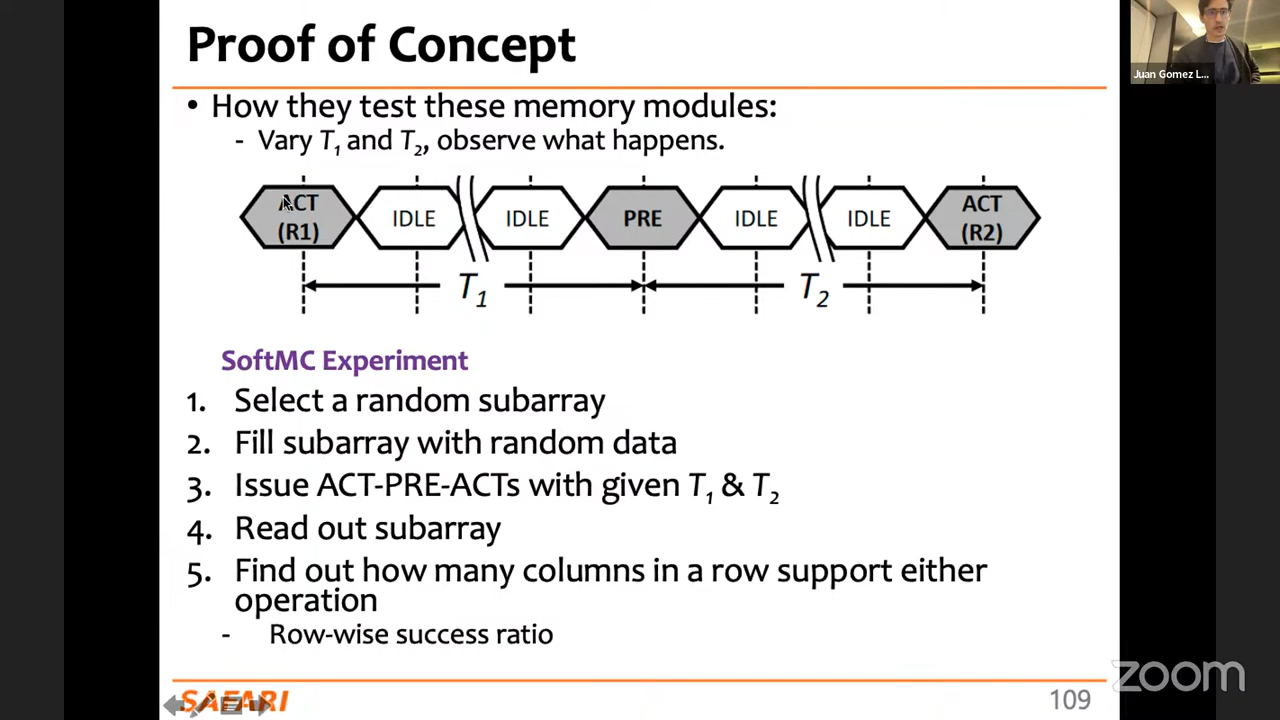 Proof of Concept
Juan Gomez L...
• How they test these memory modules:
- Vary T1 and T2, observe what happens.
ACT (R1)
IDLE
IDLE
PRE
IDLE
IDLE
ACT (R2)
T1
T2
SoftMC Experiment
1. Select a random subarray
2. Fill subarray with random data
3. Issue ACT-PRE-ACTs with given T1 & T2
4. Read out subarray
5. Find out how many columns in a row support either
operation
- Row-wise success ratio
SAFARI
109
zoom